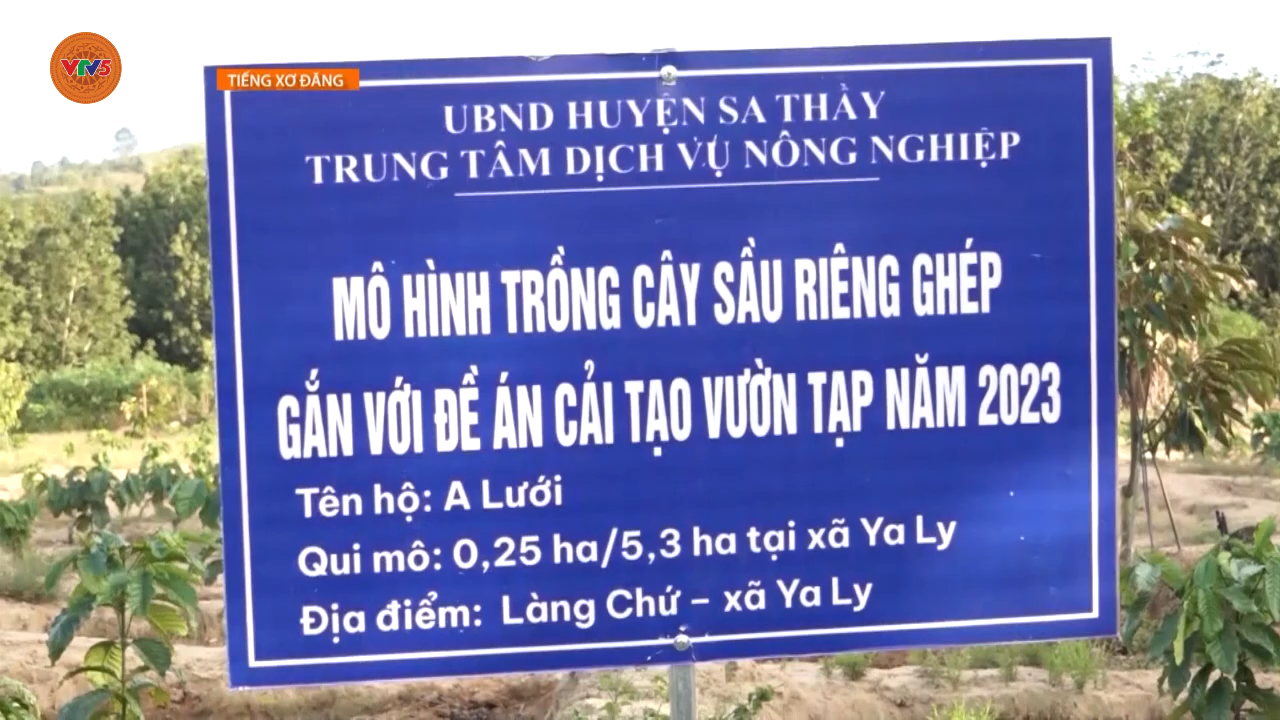 VTV5
TIẾNG XƠ ĐĂNG
UBND HUYỆN SA THẦY
TRUNG TÂM DỊCH VỤ NÔNG NGHIỆP
MÔ HÌNH TRỒNG CÂY SẦU RIÊNG GHÉP
GẮN VỚI ĐỀ ÁN CẢI TẠO VƯỜN TẠP NĂM 2023
Tên hộ: A Lưới
Qui mô: 0,25 ha/5,3 ha tại xã Ya Ly
Địa điểm: Làng Chứ – xã Ya Ly